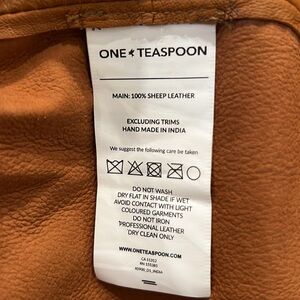 ONE TEASPOON
MAIN: 100% SHEEP LEATHER
EXCLUDING TRIMS
HAND MADE IN INDIA
We suggest the following care be taken
DO NOT WASH
DRY FLAT IN SHADE IF WET
AVOID CONTACT WITH LIGHT
COLOURED GARMENTS
DO NOT IRON
PROFESSIONAL LEATHER
DRY CLEAN ONLY
WWW.ONETEASPOON.COM